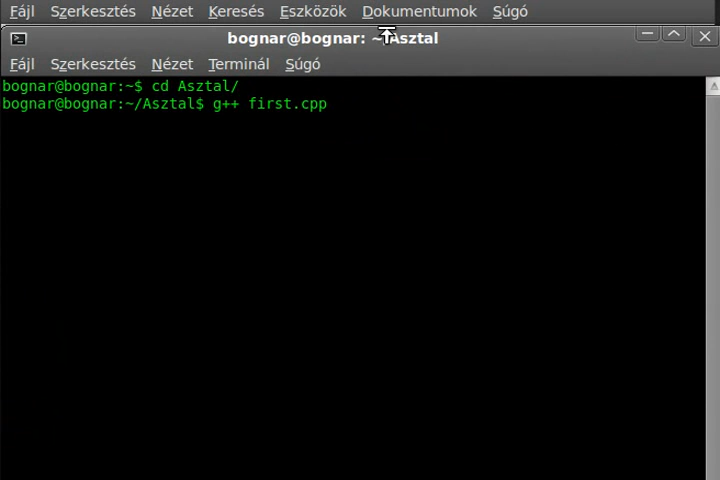 Fájl Szerkesztés Nézet Keresés Eszközök Dokumentumok Súgó
bognar@bognar: ~/Asztal
Fájl Szerkesztés Nézet Terminál Súgó
bognar@bognar:~$ cd Asztal/
bognar@bognar:~/Asztal$ g++ first.cpp